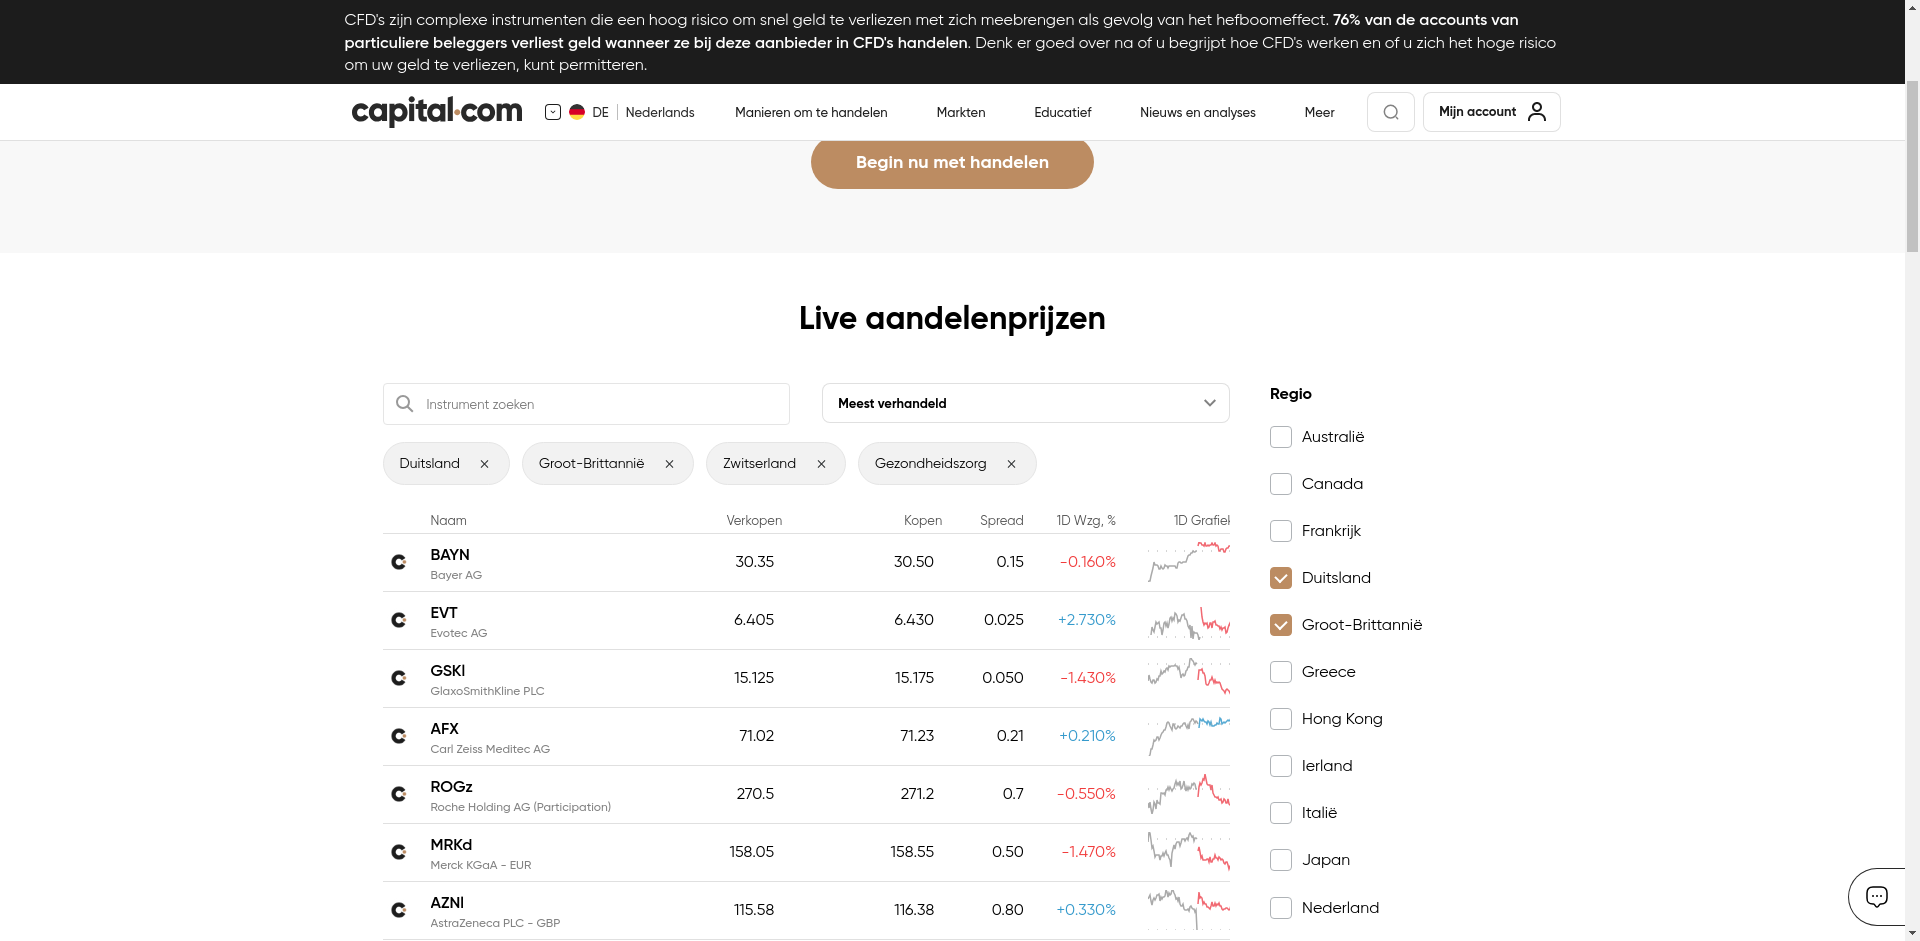 CFD's zijn complexe instrumenten die een hoog risico om snel geld te verliezen met zich meebrengen als gevolg van het hefboomeffect. 76% van de accounts van
particuliere beleggers verliest geld wanneer ze bij deze aanbieder in CFD's handelen. Denk er goed over na of u begrijpt hoe CFD's werken en of u zich het hoge risico
om uw geld te verliezen, kunt permitteren.
capital.com DE Nederlands Manieren om te handelen Markten Educatief Nieuws en analyses Meer Mijn account
Begin nu met handelen
Live aandelenprijzen
Instrument zoeken
Meest verhandeld
Duitsland Groot-Brittannië Zwitserland Gezondheidszorg
Naam Verkopen Kopen Spread 1D Wzg, % 1D Grafiek
BAYN 30.35 30.50 0.15 -0.160%
Bayer AG
EVT 6.405 6.430 0.025 +2.730%
Evotec AG
GSKl 15.125 15.175 0.050 -1.430%
GlaxoSmithKline PLC
AFX 71.02 71.23 0.21 +0.210%
Carl Zeiss Meditec AG
ROGz 270.5 271.2 0.7 -0.550%
Roche Holding AG (Participation)
MRKd 158.05 158.55 0.50 -1.470%
Merck KGaA - EUR
AZNl 115.58 116.38 0.80 +0.330%
AstraZeneca PLC - GBP
Regio
Australië
Canada
Frankrijk
Duitsland
Groot-Brittannië
Greece
Hong Kong
Ierland
Italië
Japan
Nederland